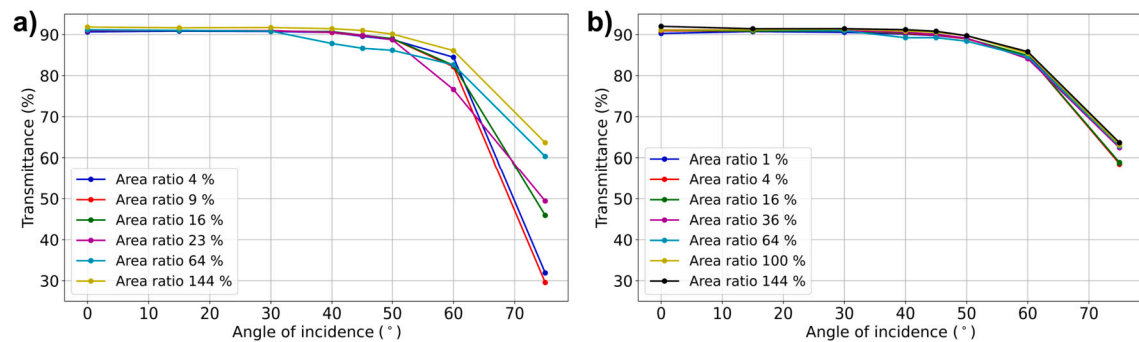 a)
90
80
70
60
50
40
30
Transmittance (%)
Area ratio 4 %
Area ratio 9 %
Area ratio 16 %
Area ratio 23 %
Area ratio 64 %
Area ratio 144 %
0 10 20 30 40 50 60 70
Angle of incidence (°)
b)
90
80
70
60
50
40
30
Transmittance (%)
Area ratio 1 %
Area ratio 4 %
Area ratio 16 %
Area ratio 36 %
Area ratio 64 %
Area ratio 100 %
Area ratio 144 %
0 10 20 30 40 50 60 70
Angle of incidence (°)